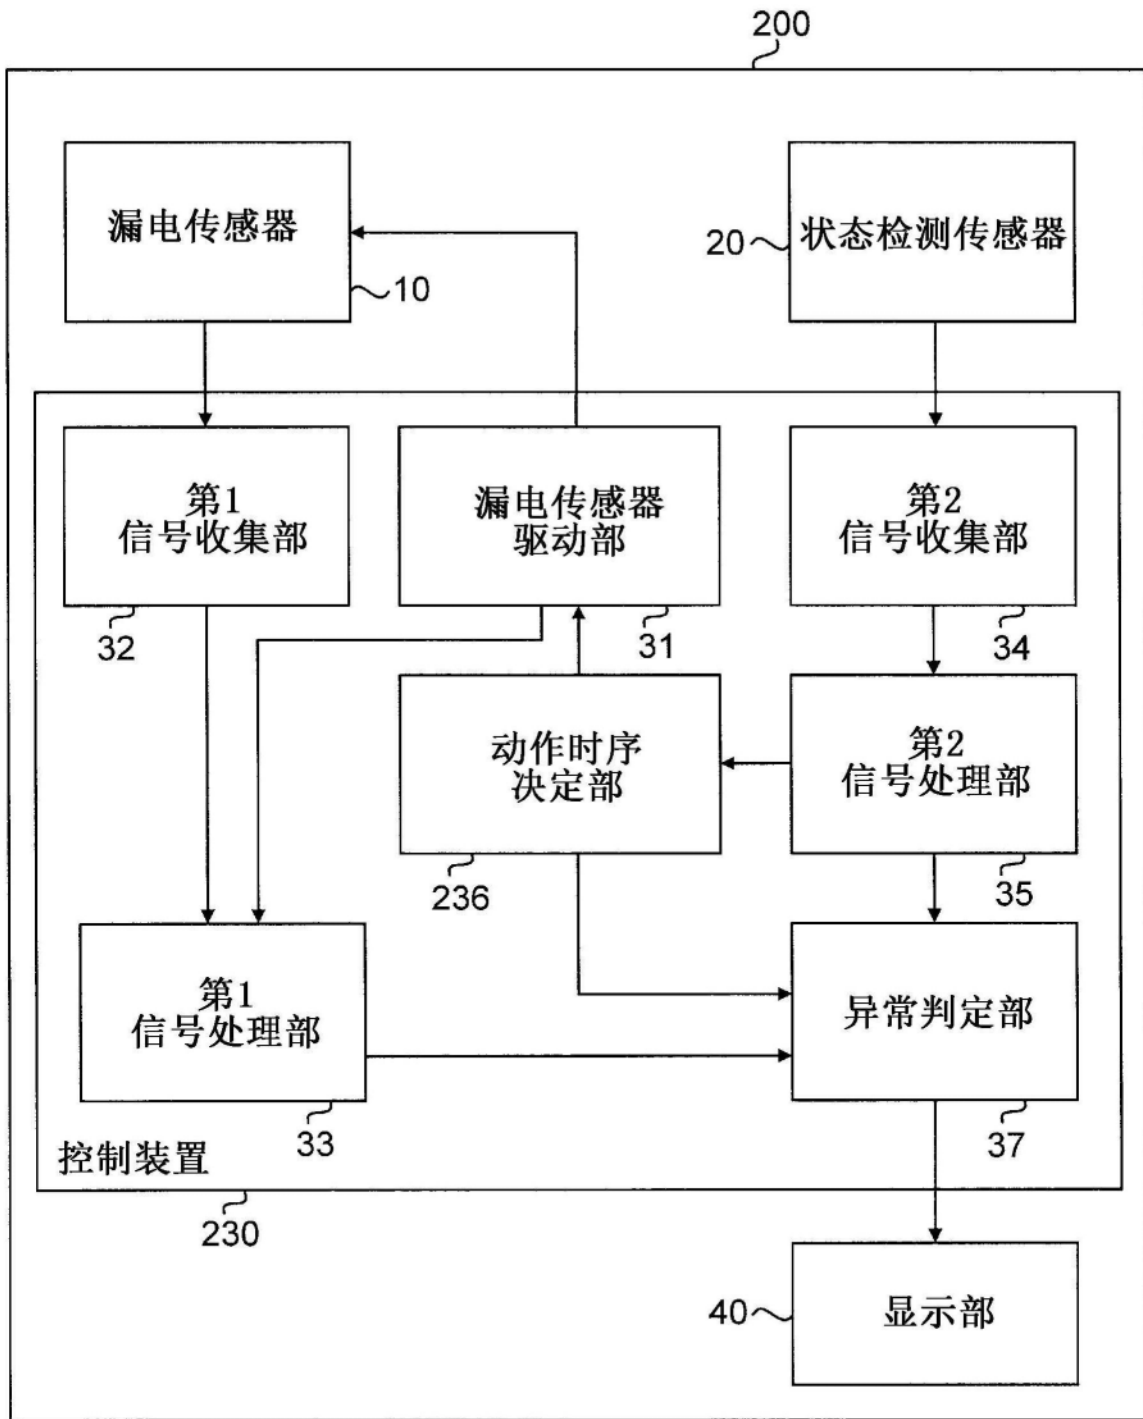 200
漏电传感器
10
状态检测传感器
20
第1
信号收集部
32
漏电传感器
驱动部
31
第2
信号收集部
34
动作时序
决定部
236
第2
信号处理部
35
第1
信号处理部
33
异常判定部
37
控制装置
230
显示部
40